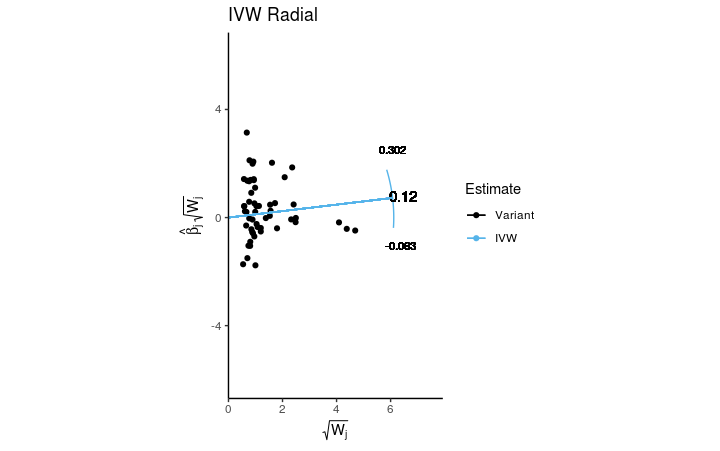 IVW Radial
4
0
-4
β̂j√Wj
0.302
0.12
-0.083
0 2 4 6
√Wj
Estimate
Variant
IVW